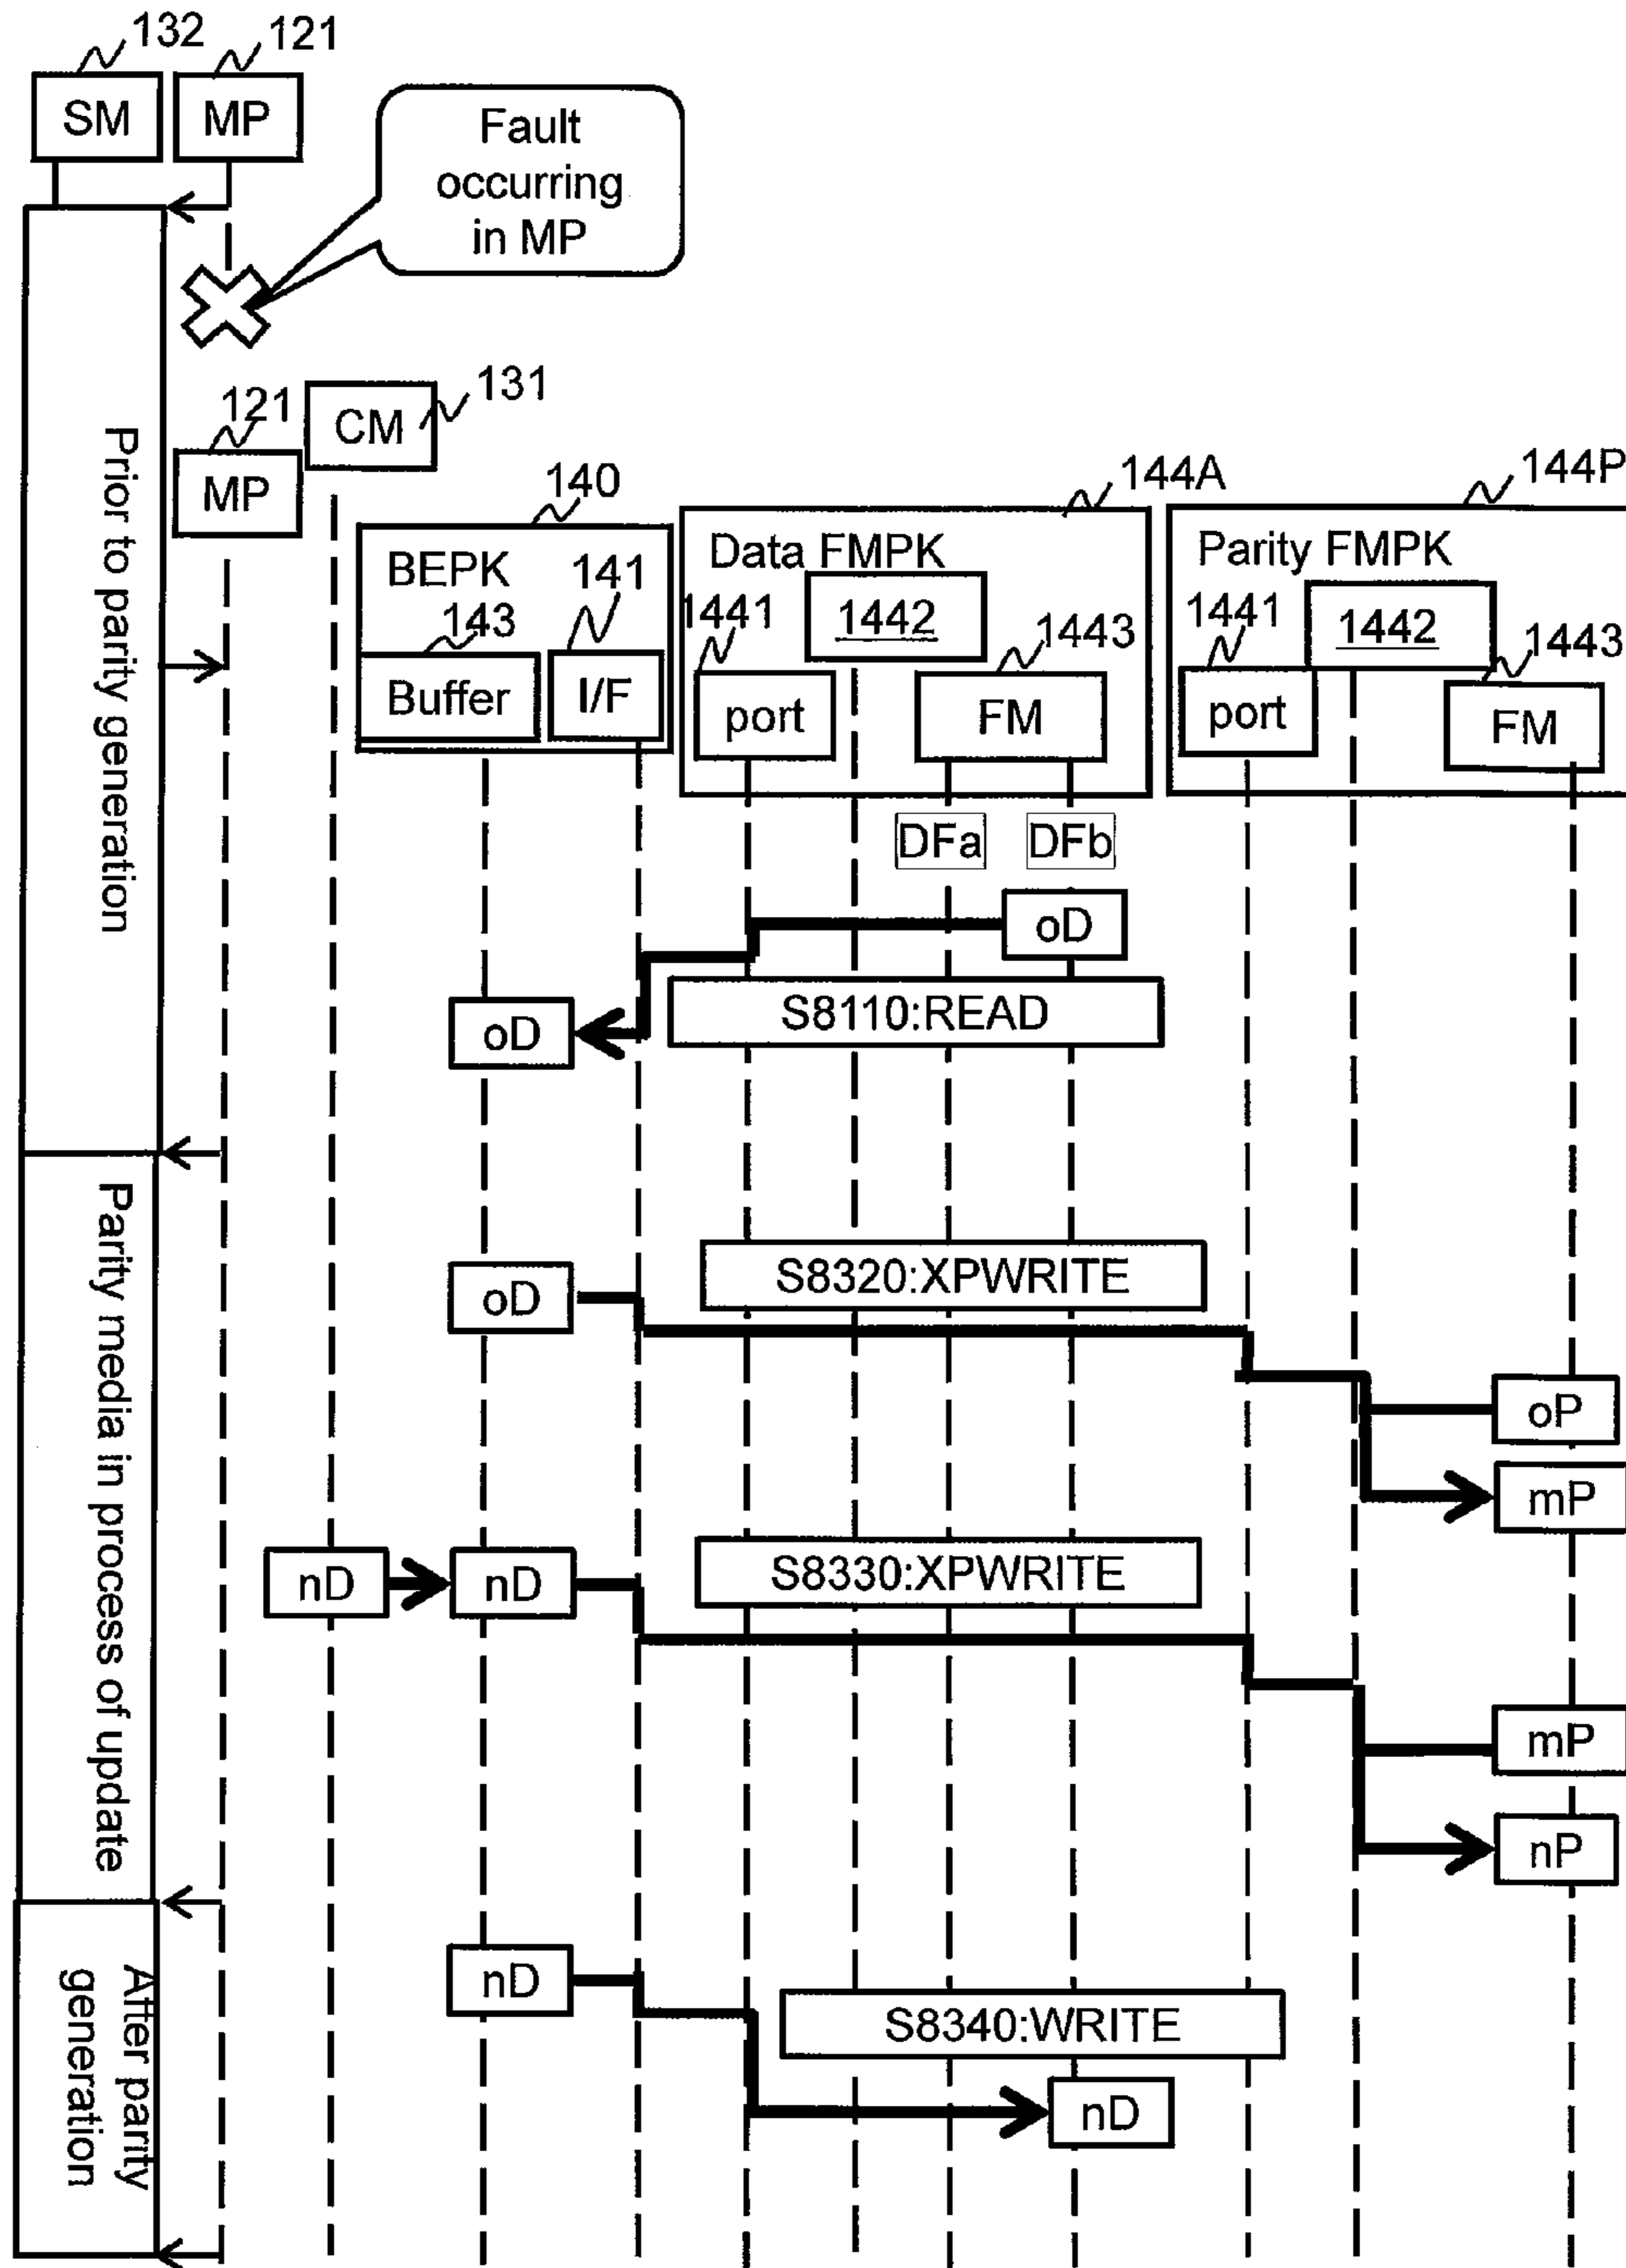 132
121
SM
MP
Fault
occurring
in MP
131
CM
121
MP
140
144A
144P
BEPK
141
143
Buffer
I/F
Data FMPK
1441
1442
1443
port
FM
Parity FMPK
1441
1442
1443
port
FM
DFa
DFb
Prior to parity generation
oD
S8110:READ
oD
Parity media in process of update
S8320:XPWRITE
oD
oP
mP
S8330:XPWRITE
nD
nD
mP
nP
After parity
generation
nD
S8340:WRITE
nD